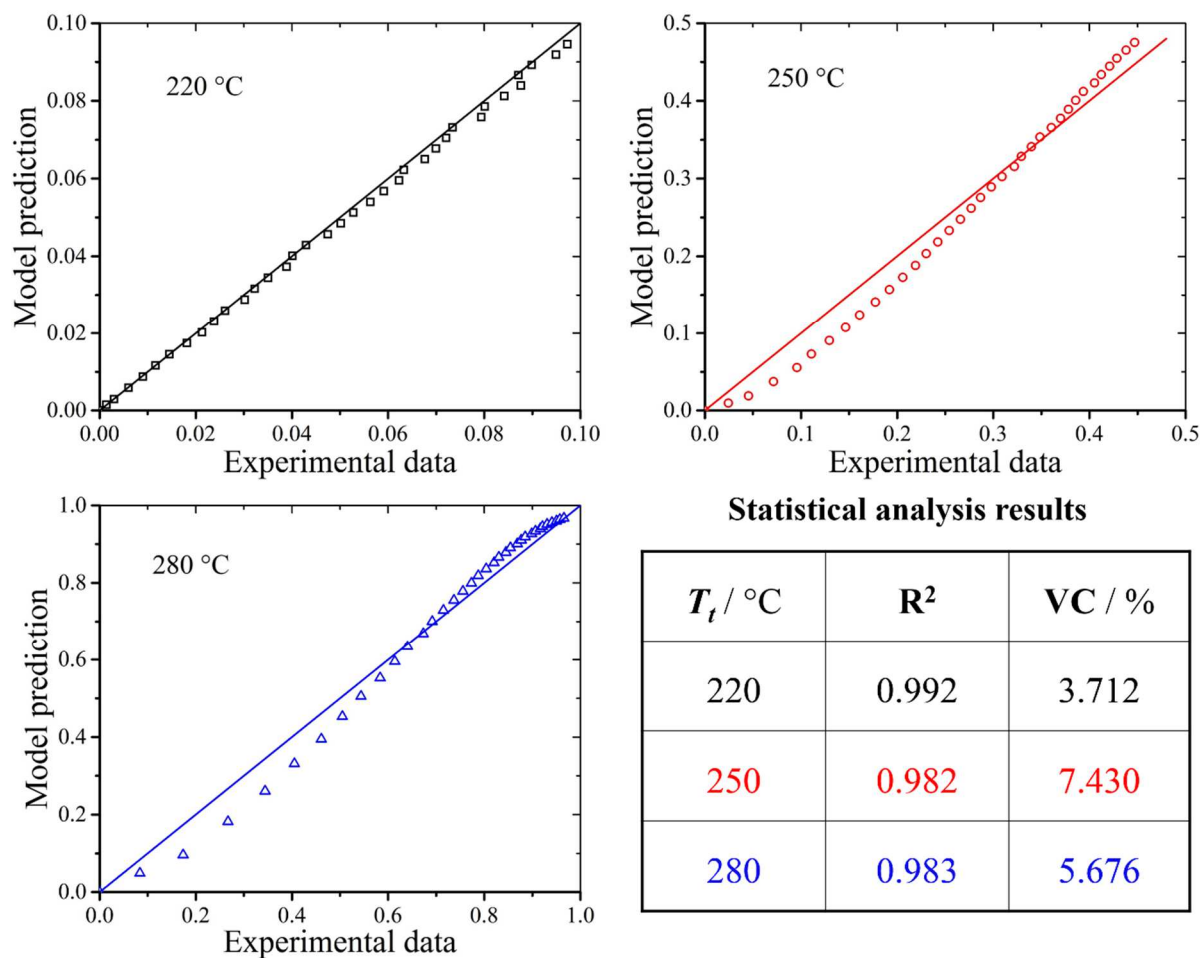 0.10
0.08
0.06
0.04
0.02
0.00
Model prediction
220 °C
0.00 0.02 0.04 0.06 0.08 0.10
Experimental data
0.5
0.4
0.3
0.2
0.1
0.0
Model prediction
250 °C
0.0 0.1 0.2 0.3 0.4 0.5
Experimental data
1.0
0.8
0.6
0.4
0.2
0.0
Model prediction
280 °C
0.0 0.2 0.4 0.6 0.8 1.0
Experimental data
Statistical analysis results
T_t / °C R² VC / %
220 0.992 3.712
250 0.982 7.430
280 0.983 5.676